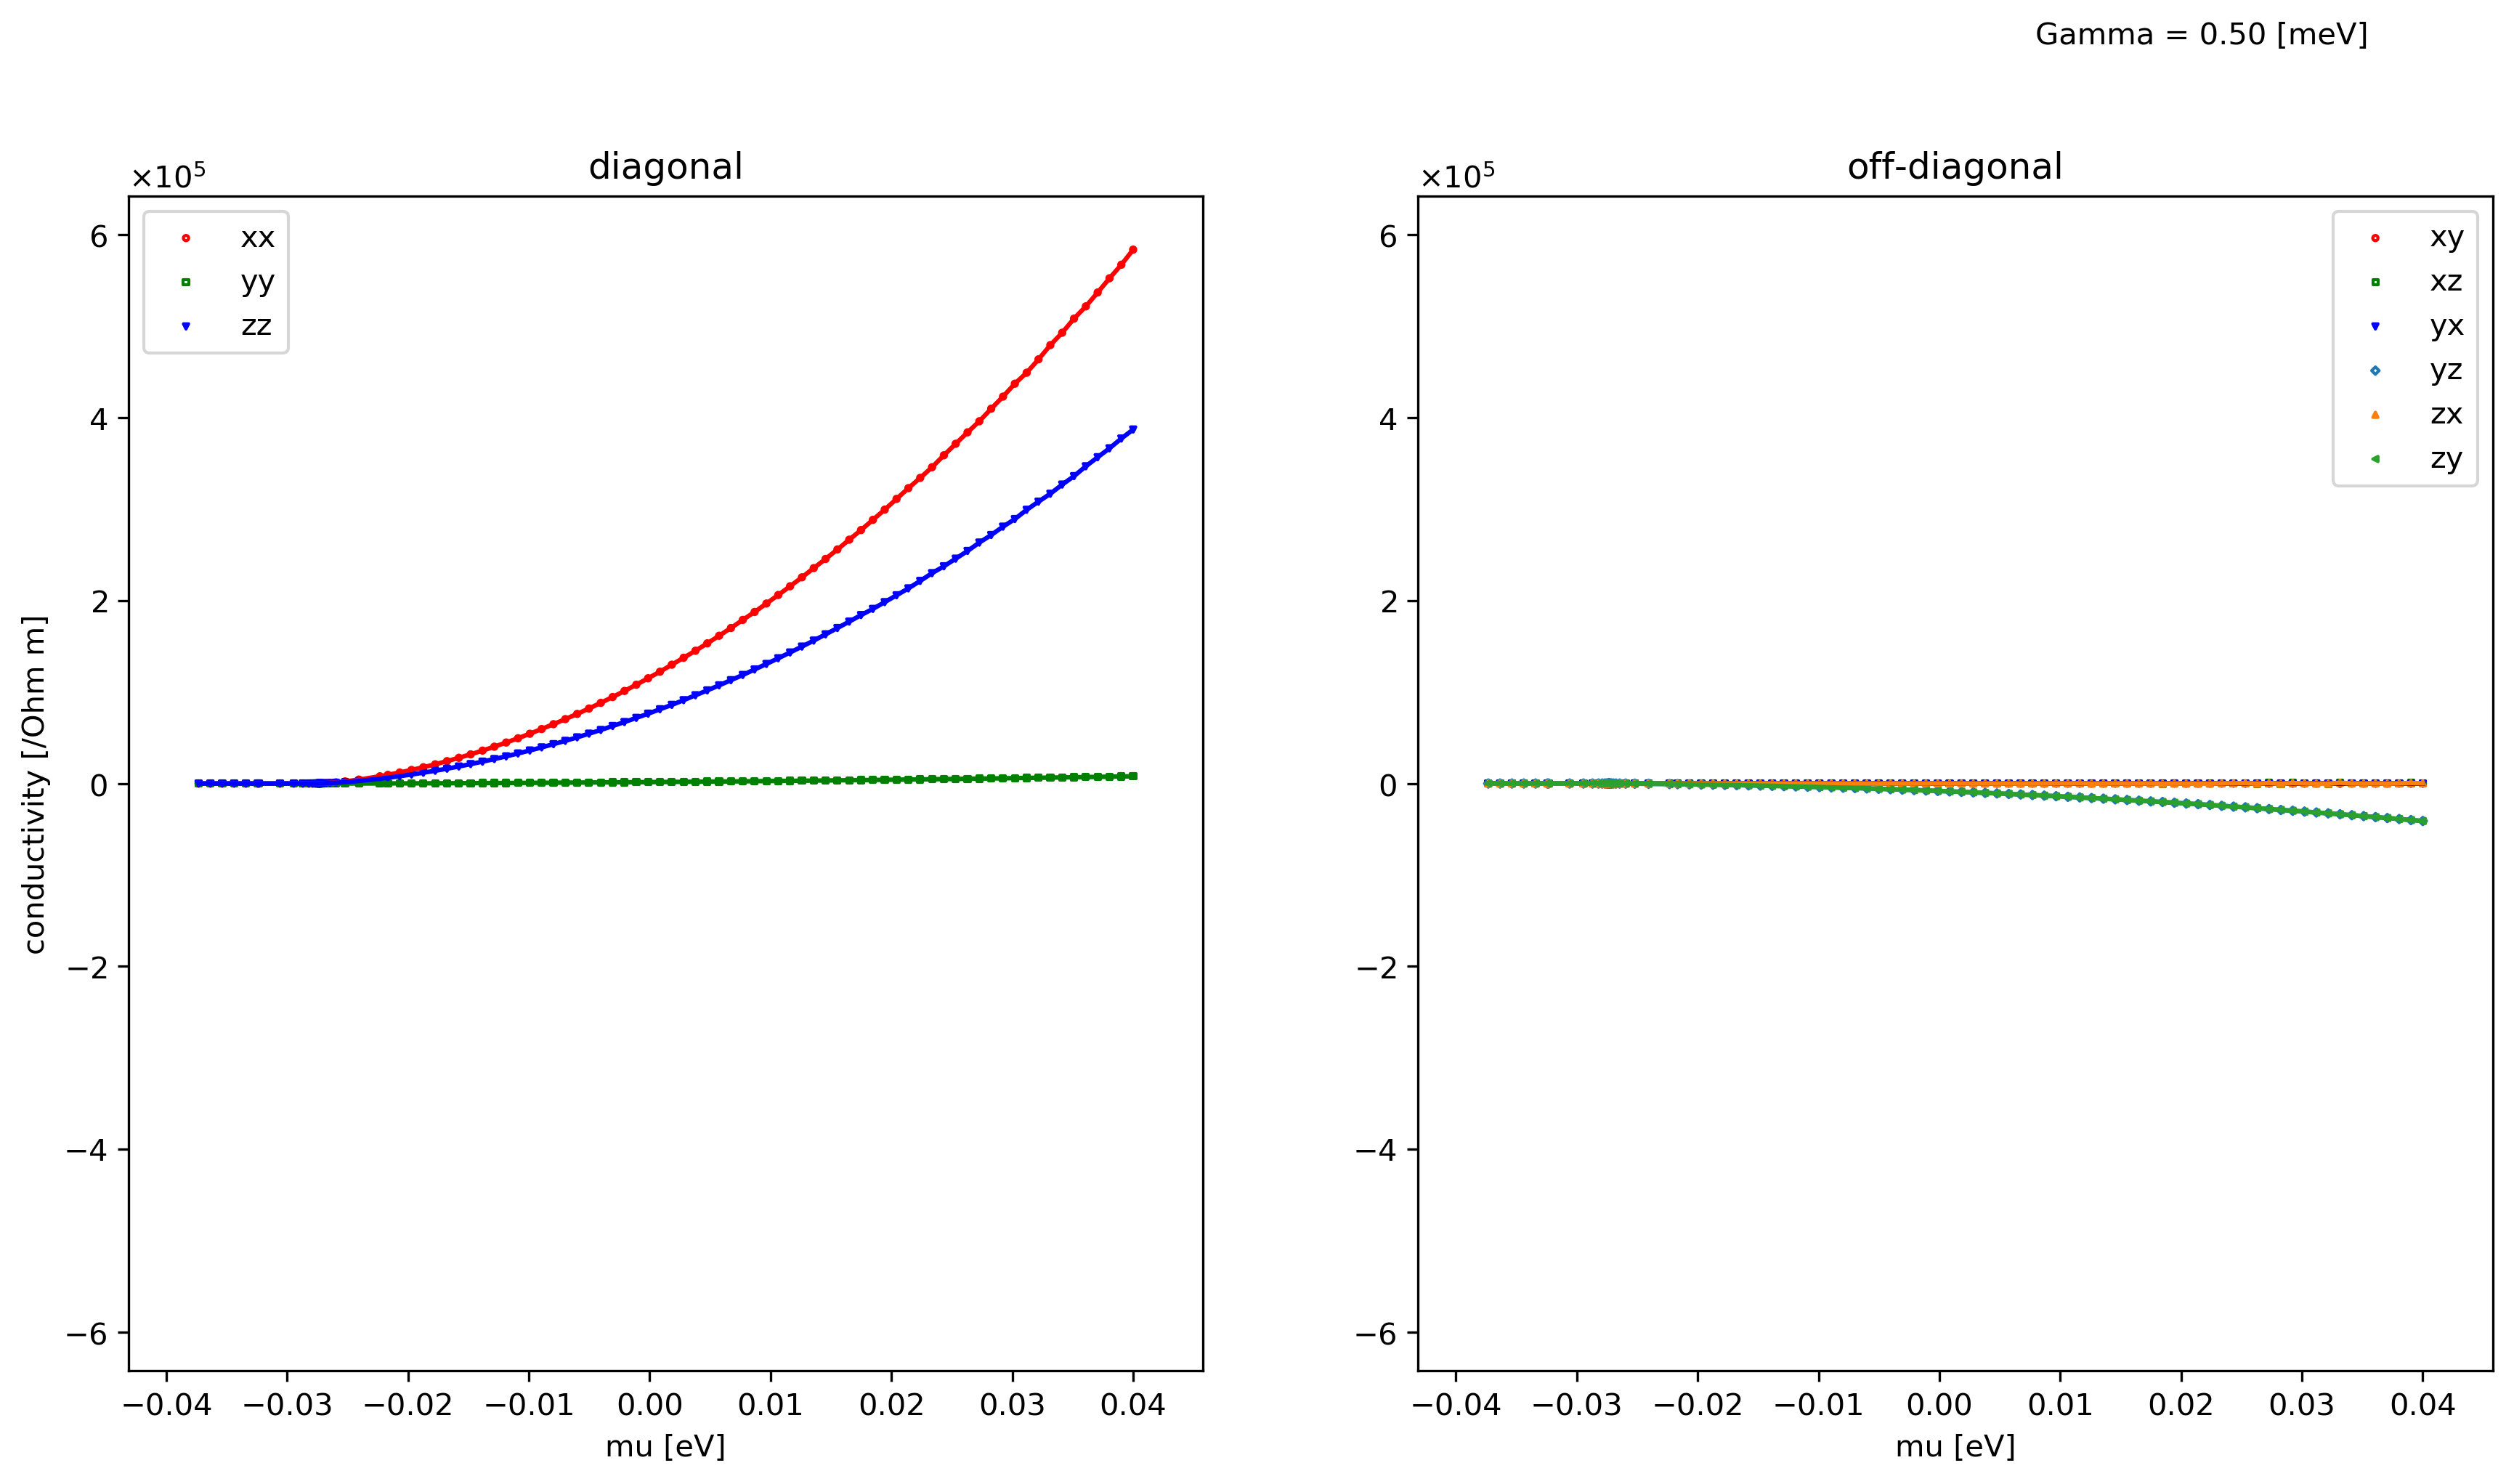 Gamma = 0.50 [meV]
diagonal
×10⁵
6
4
2
0
−2
−4
−6
conductivity [/Ohm m]
xx
yy
zz
−0.04 −0.03 −0.02 −0.01 0.00 0.01 0.02 0.03 0.04
mu [eV]
off-diagonal
×10⁵
6
4
2
0
−2
−4
−6
xy
xz
yx
yz
zx
zy
−0.04 −0.03 −0.02 −0.01 0.00 0.01 0.02 0.03 0.04
mu [eV]